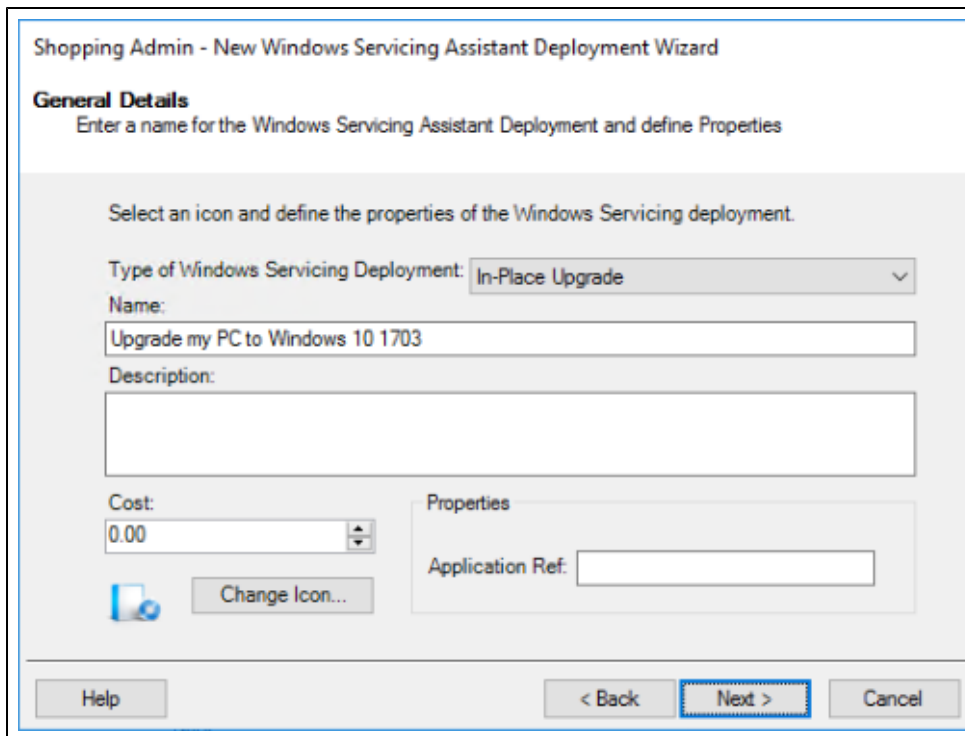 Shopping Admin - New Windows Servicing Assistant Deployment Wizard
General Details
Enter a name for the Windows Servicing Assistant Deployment and define Properties
Select an icon and define the properties of the Windows Servicing deployment.
Type of Windows Servicing Deployment: In-Place Upgrade
Name:
Upgrade my PC to Windows 10 1703
Description:
Cost:
0.00
Properties
Application Ref:
Change Icon...
Help
< Back
Next >
Cancel